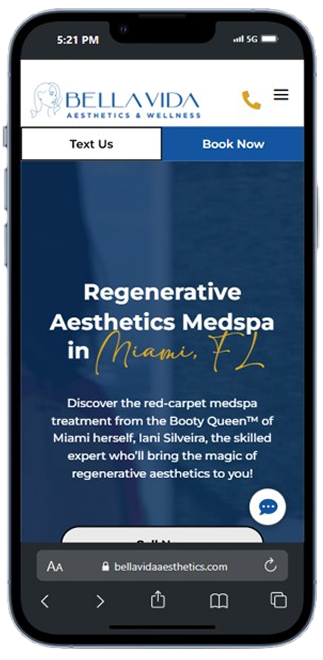 5:21 PM 5G
BELLA VIDA
AESTHETICS & WELLNESS
Text Us Book Now
Regenerative
Aesthetics Medspa
in Miami, FL
Discover the red-carpet medspa
treatment from the Booty Queen™ of
Miami herself, Iani Silveira, the skilled
expert who'll bring the magic of
regenerative aesthetics to you!
AA bellavidaaesthetics.com